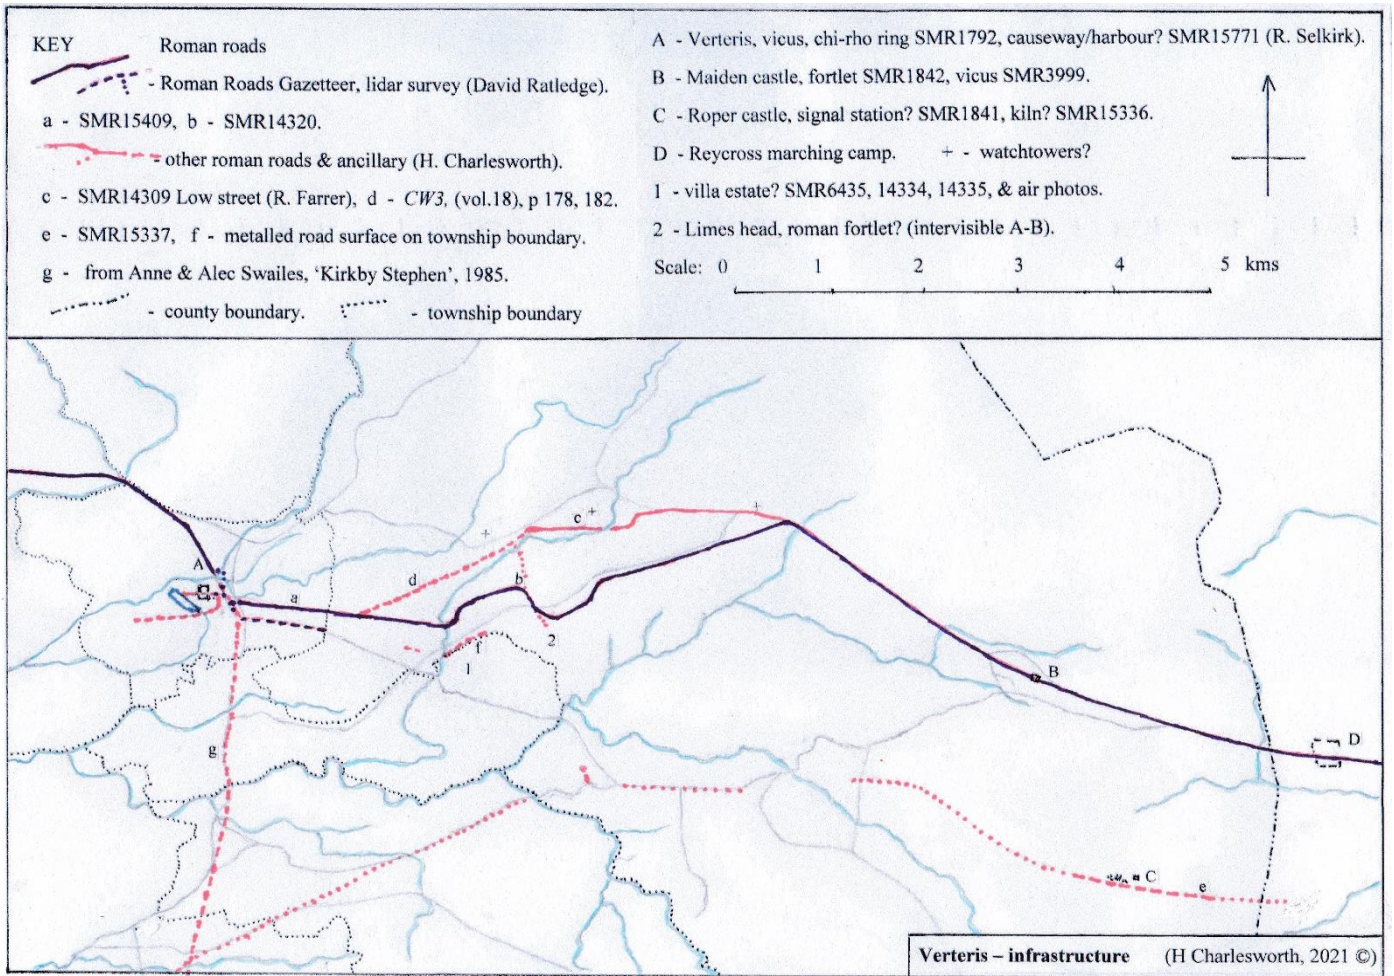 KEY Roman roads
- Roman Roads Gazetteer, lidar survey (David Ratledge).
a - SMR15409, b - SMR14320.
- other roman roads & ancillary (H. Charlesworth).
c - SMR14309 Low street (R. Farrer), d - CW3, (vol.18), p 178, 182.
e - SMR15337, f - metalled road surface on township boundary.
g - from Anne & Alec Swailes, ‘Kirkby Stephen’, 1985.
- county boundary. - township boundary
A - Verteris, vicus, chi-rho ring SMR1792, causeway/harbour? SMR15771 (R. Selkirk).
B - Maiden castle, fortlet SMR1842, vicus SMR3999.
C - Roper castle, signal station? SMR1841, kiln? SMR15336.
D - Reycross marching camp. + - watchtowers?
1 - villa estate? SMR6435, 14334, 14335, & air photos.
2 - Limes head, roman fortlet? (intervisible A-B).
Scale: 0 1 2 3 4 5 kms
+
+ c +
A
d b
a
2
f
1
B
g
D
C
e
Verteris – infrastructure (H Charlesworth, 2021 ©)